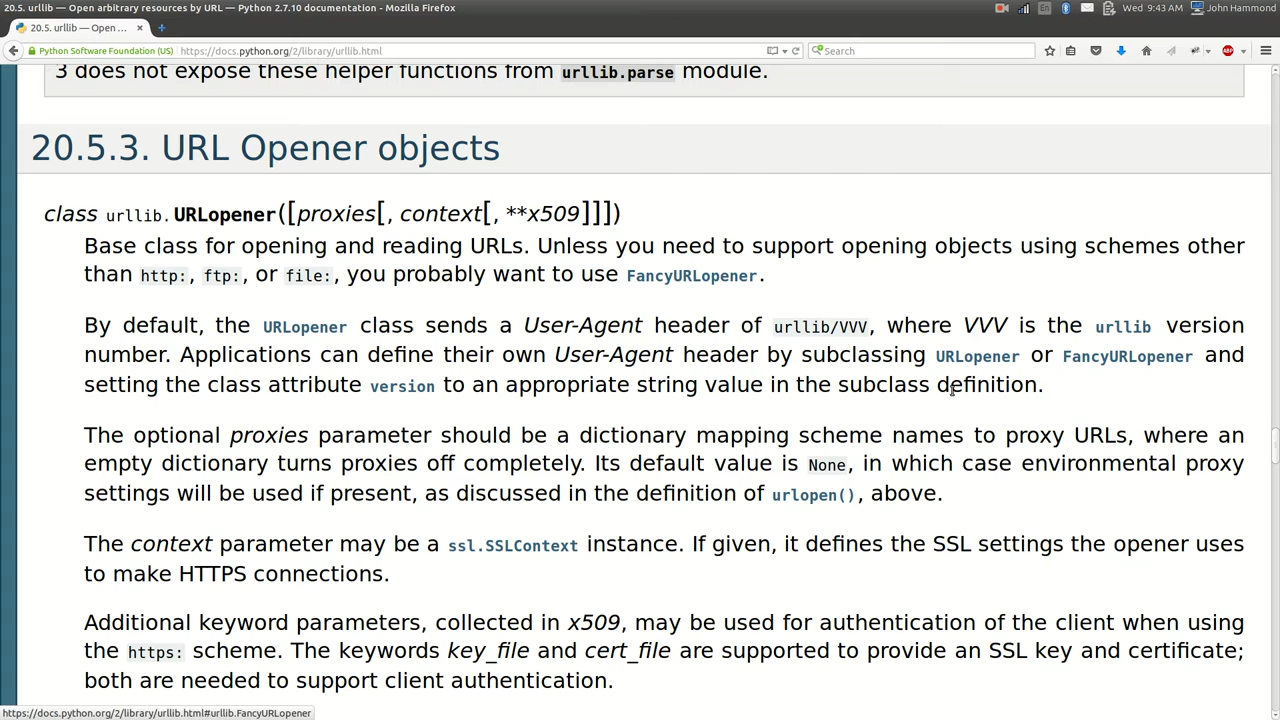 20.5. urllib — Open arbitrary resources by URL — Python 2.7.10 documentation - Mozilla Firefox
En
Wed 9:43 AM
John Hammond
20.5. urllib — Open ... × +
Python Software Foundation (US)
https://docs.python.org/2/library/urllib.html
Search
ABP
3 does not expose these helper functions from urllib.parse module.
20.5.3. URL Opener objects
class urllib.URLopener([proxies[, context[, **x509]]])
Base class for opening and reading URLs. Unless you need to support opening objects using schemes other
than http:, ftp:, or file:, you probably want to use FancyURLopener.
By default, the URLopener class sends a User-Agent header of urllib/VVV, where VVV is the urllib version
number. Applications can define their own User-Agent header by subclassing URLopener or FancyURLopener and
setting the class attribute version to an appropriate string value in the subclass definition.
The optional proxies parameter should be a dictionary mapping scheme names to proxy URLs, where an
empty dictionary turns proxies off completely. Its default value is None, in which case environmental proxy
settings will be used if present, as discussed in the definition of urlopen(), above.
The context parameter may be a ssl.SSLContext instance. If given, it defines the SSL settings the opener uses
to make HTTPS connections.
Additional keyword parameters, collected in x509, may be used for authentication of the client when using
the https: scheme. The keywords key_file and cert_file are supported to provide an SSL key and certificate;
both are needed to support client authentication.
https://docs.python.org/2/library/urllib.html#urllib.FancyURLopener